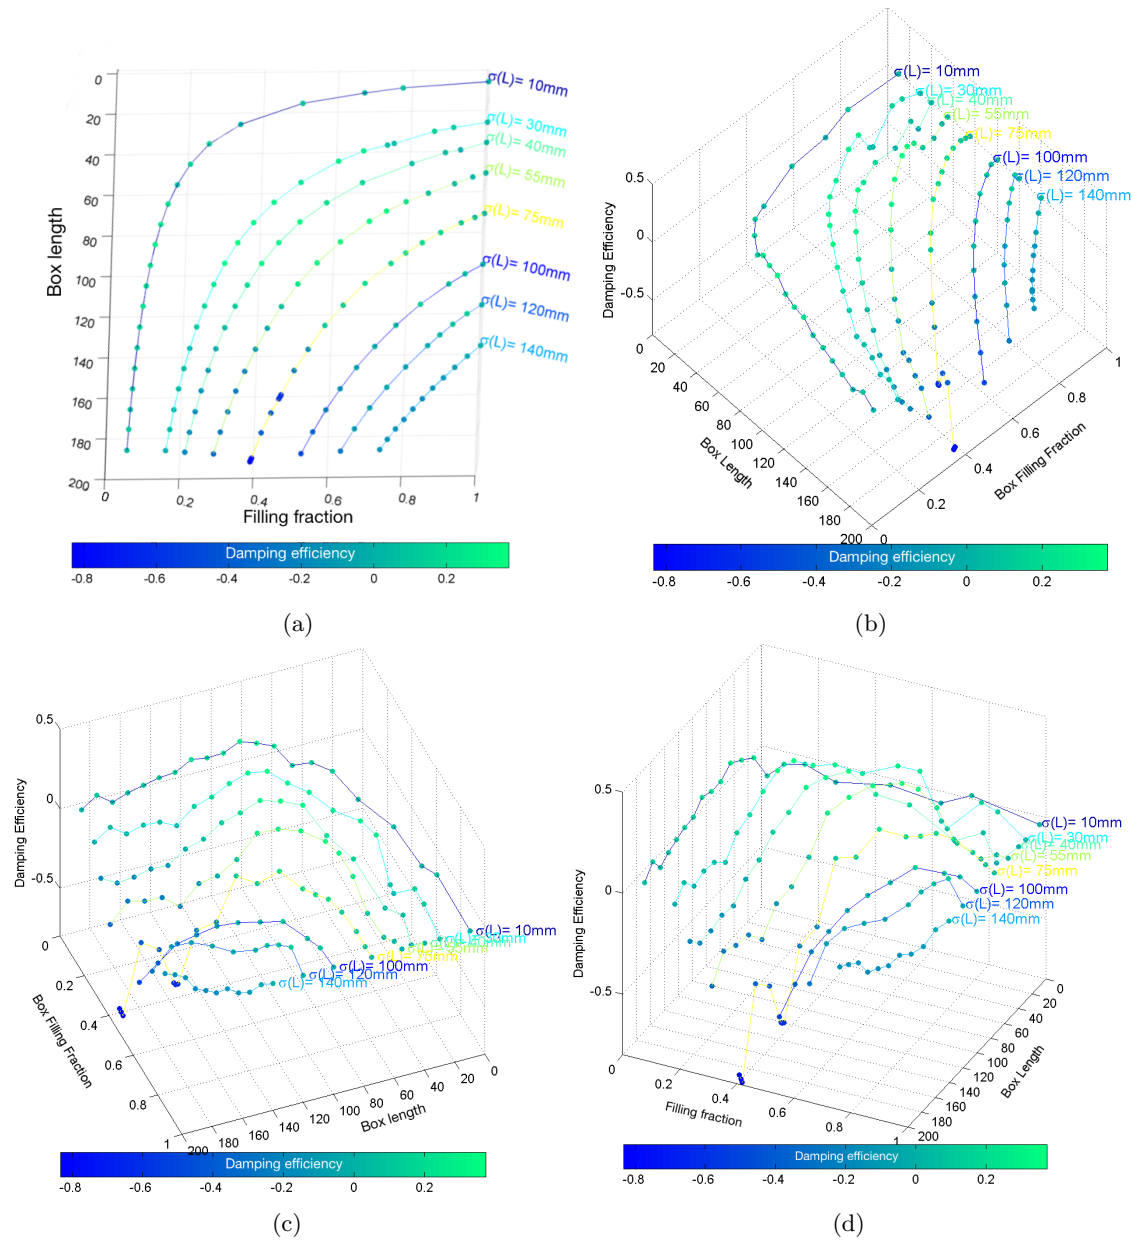 σ(L)= 10mm
σ(L)= 30mm
σ(L)= 40mm
σ(L)= 55mm
σ(L)= 75mm
σ(L)= 100mm
σ(L)= 120mm
σ(L)= 140mm
0
20
40
60
80
100
120
140
160
180
200
Box length
0
0.2
0.4
0.6
0.8
1
Filling fraction
Damping efficiency
-0.8 -0.6 -0.4 -0.2 0 0.2
(a)
σ(L)= 10mm
σ(L)= 30mm
σ(L)= 40mm
σ(L)= 55mm
σ(L)= 75mm
σ(L)= 100mm
σ(L)= 120mm
σ(L)= 140mm
0.5
0
-0.5
Damping Efficiency
0
20
40
60
80
100
120
140
160
180
200
Box Length
0
0.2
0.4
0.6
0.8
1
Box Filling Fraction
Damping efficiency
-0.8 -0.6 -0.4 -0.2 0 0.2
(b)
0.5
0
-0.5
Damping Efficiency
σ(L)= 10mm
σ(L)= 30mm
σ(L)= 40mm
σ(L)= 55mm
σ(L)= 75mm
σ(L)= 100mm
σ(L)= 120mm
σ(L)= 140mm
0
0.2
0.4
0.6
0.8
1
Box Filling Fraction
200
180
160
140
120
100
80
60
40
20
0
Box length
Damping efficiency
-0.8 -0.6 -0.4 -0.2 0 0.2
(c)
0.5
0
-0.5
Damping Efficiency
σ(L)= 10mm
σ(L)= 30mm
σ(L)= 40mm
σ(L)= 55mm
σ(L)= 75mm
σ(L)= 100mm
σ(L)= 120mm
σ(L)= 140mm
0
0.2
0.4
0.6
0.8
1
Filling fraction
0
20
40
60
80
100
120
140
160
180
200
Box Length
Damping efficiency
-0.8 -0.6 -0.4 -0.2 0 0.2
(d)